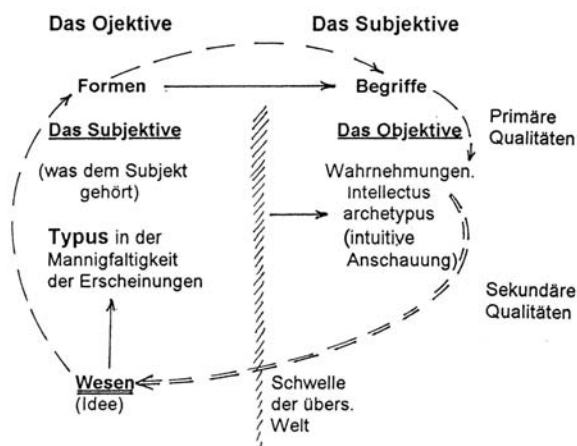 Das Ojektive
Das Subjektive
Formen
Begriffe
Das Subjektive
Das Objektive
Primäre
Qualitäten
(was dem Subjekt
gehört)
Wahrnehmungen.
Intellectus
archetypus
(intuitive
Anschauung)
Typus in der
Mannigfaltigkeit
der Erscheinungen
Sekundäre
Qualitäten
Wesen
(Idee)
Schwelle
der übers.
Welt